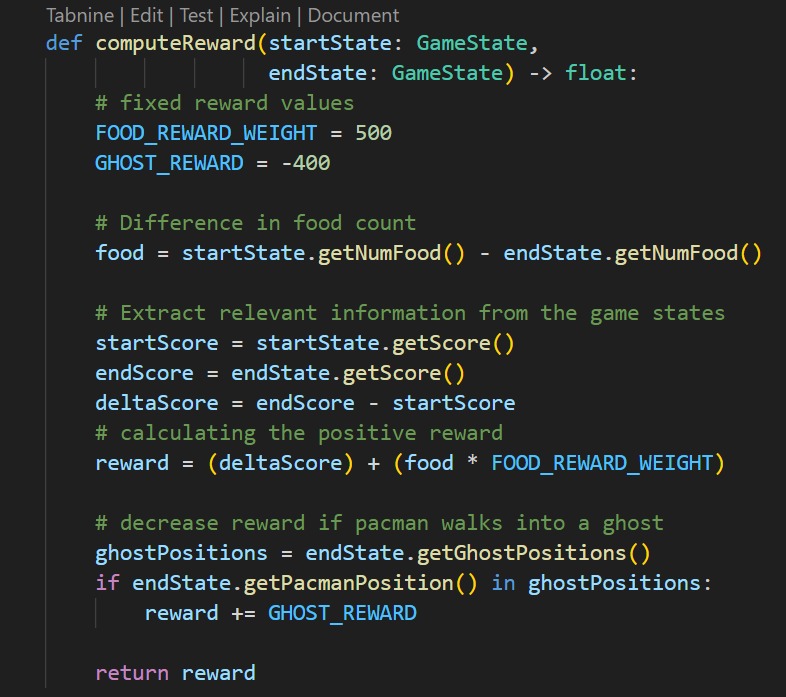 Tabnine | Edit | Test | Explain | Document
def computeReward(startState: GameState,
                  endState: GameState) -> float:
    # fixed reward values
    FOOD_REWARD_WEIGHT = 500
    GHOST_REWARD = -400

    # Difference in food count
    food = startState.getNumFood() - endState.getNumFood()

    # Extract relevant information from the game states
    startScore = startState.getScore()
    endScore = endState.getScore()
    deltaScore = endScore - startScore
    # calculating the positive reward
    reward = (deltaScore) + (food * FOOD_REWARD_WEIGHT)

    # decrease reward if pacman walks into a ghost
    ghostPositions = endState.getGhostPositions()
    if endState.getPacmanPosition() in ghostPositions:
        reward += GHOST_REWARD

    return reward